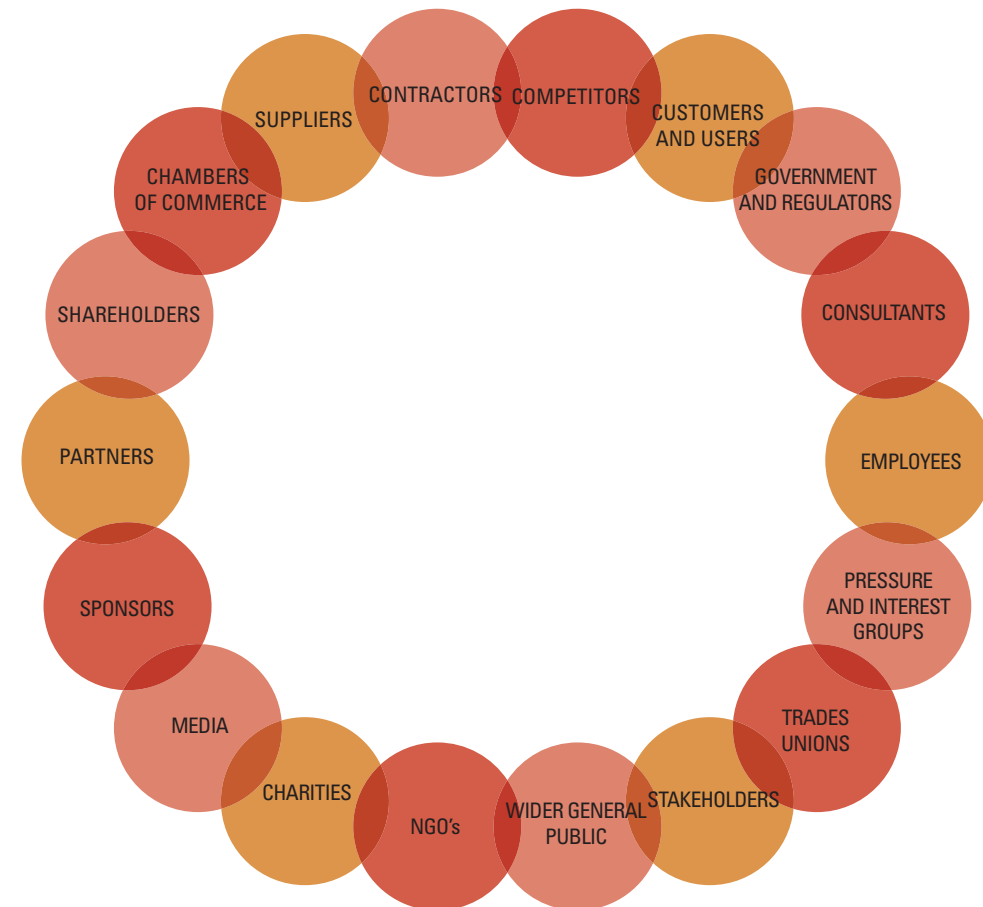 CONTRACTORS
COMPETITORS
CUSTOMERS
AND USERS
GOVERNMENT
AND REGULATORS
CONSULTANTS
EMPLOYEES
PRESSURE
AND INTEREST
GROUPS
TRADES
UNIONS
STAKEHOLDERS
WIDER GENERAL
PUBLIC
NGO's
CHARITIES
MEDIA
SPONSORS
PARTNERS
SHAREHOLDERS
CHAMBERS
OF COMMERCE
SUPPLIERS